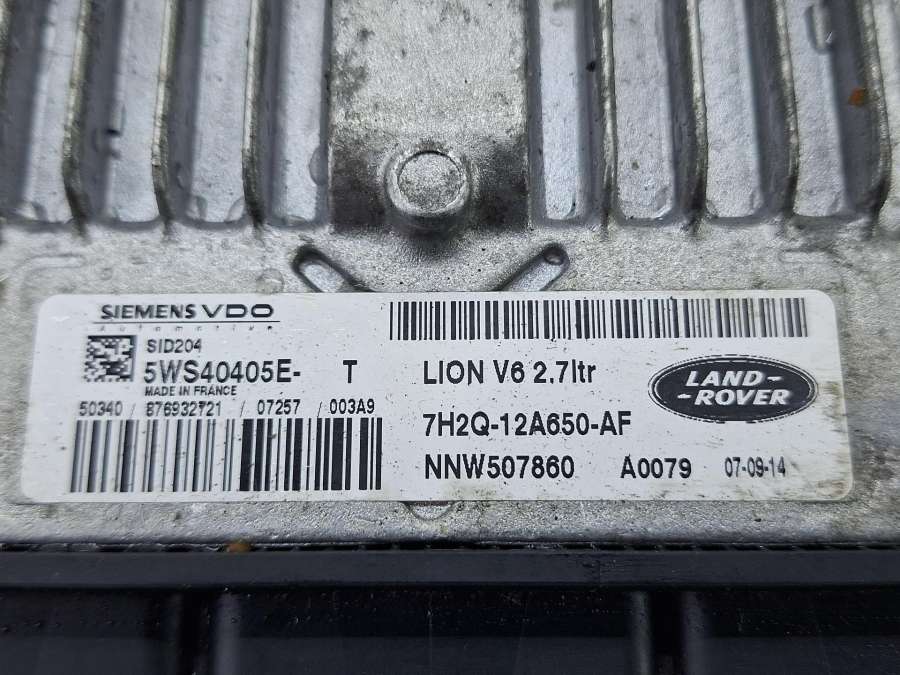 SIEMENS VDO
Automotive
SID204
5WS40405E- T
MADE IN FRANCE
50340 / 876932721 / 07257 / 003A9
LION V6 2,7ltr
7H2Q-12A650-AF
NNW507860 A0079 07-09-14
LAND-
-ROVER